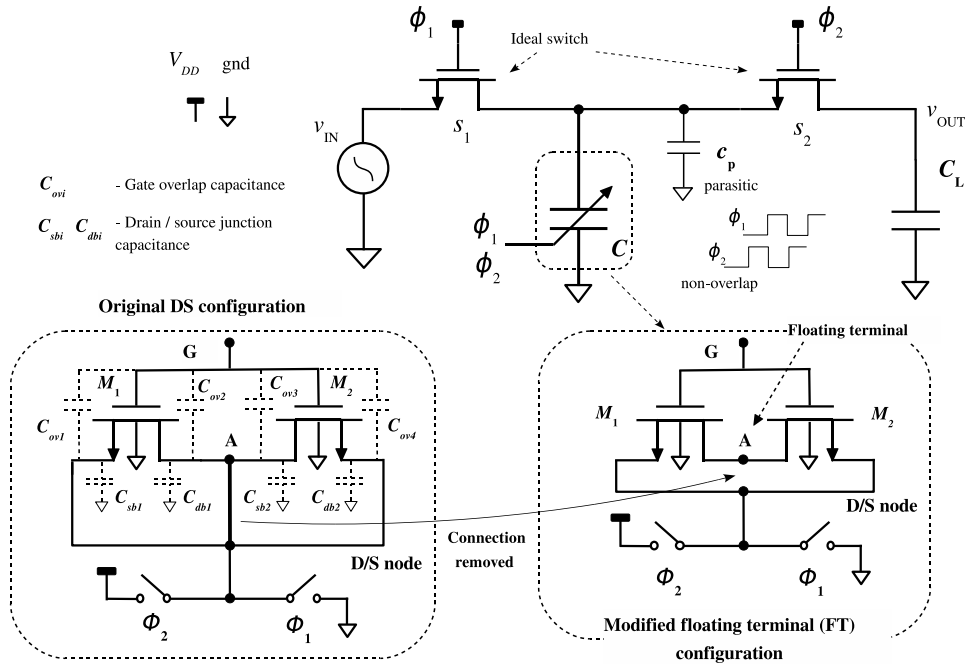 ϕ1
ϕ2
Ideal switch
VDD gnd
vIN
s1
s2
vOUT
cp
parasitic
CL
Covi - Gate overlap capacitance
Csbi Cdbi - Drain / source junction
capacitance
ϕ1
ϕ2
C
ϕ1
ϕ2
non-overlap
Original DS configuration
G
M1
M2
Cov1
Cov2
Cov3
Cov4
A
Csb1
Cdb1
Csb2
Cdb2
D/S node
Φ2
Φ1
Connection
removed
Floating terminal
G
M1
M2
A
D/S node
Φ2
Φ1
Modified floating terminal (FT)
configuration